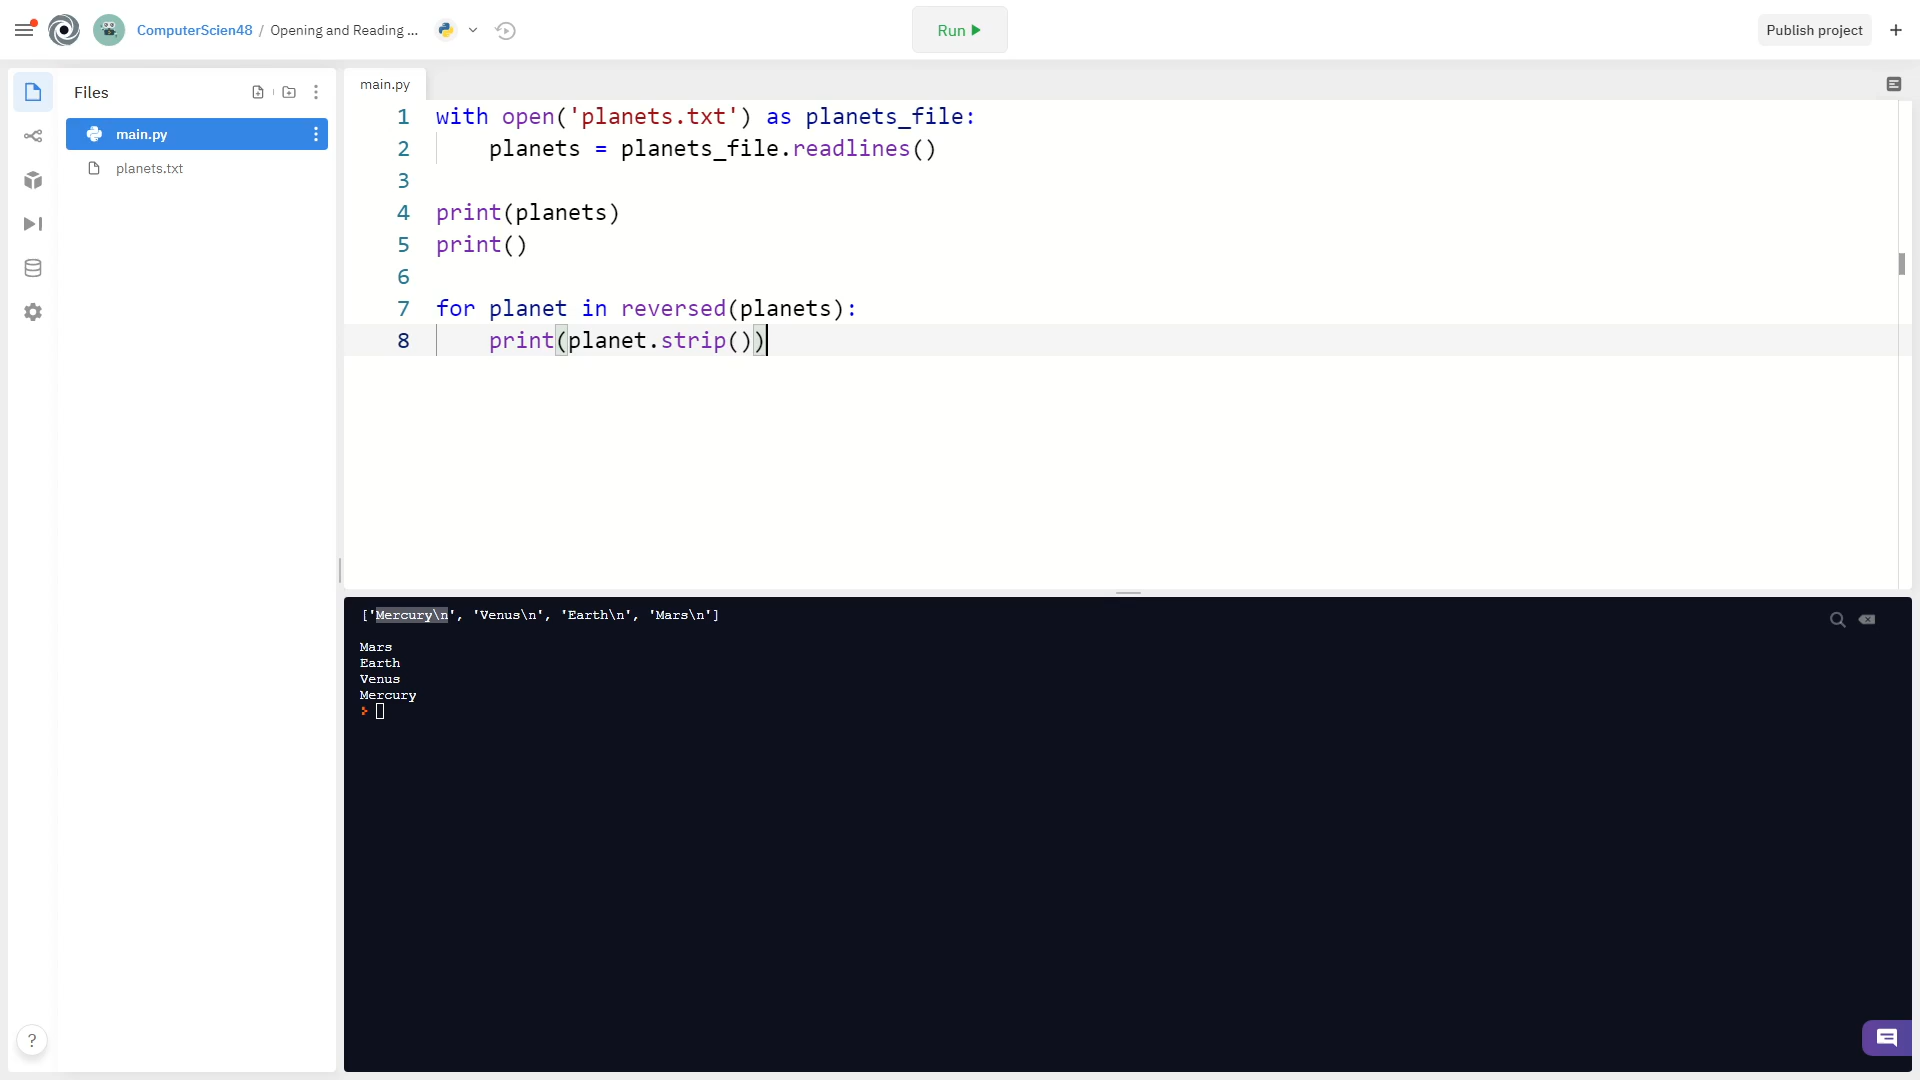 ComputerScien48 / Opening and Reading ...
Run
Publish project
Files
main.py
planets.txt
main.py
1 with open('planets.txt') as planets_file:
2     planets = planets_file.readlines()
3
4 print(planets)
5 print()
6
7 for planet in reversed(planets):
8     print(planet.strip())
['Mercury\n', 'Venus\n', 'Earth\n', 'Mars\n']
Mars
Earth
Venus
Mercury
?